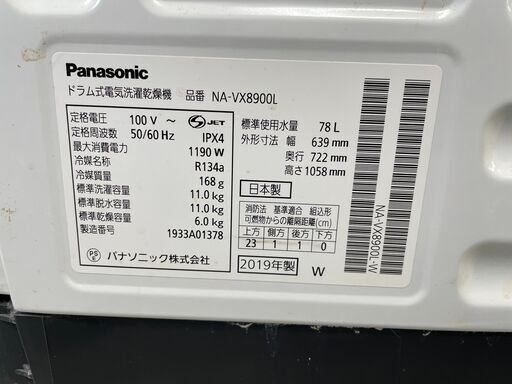 Panasonic
ドラム式電気洗濯乾燥機 品番 NA-VX8900L
定格電圧 100 V ～
定格周波数 50/60 Hz IPX4
最大消費電力 1190 W
冷媒名称 R134a
冷媒質量 168 g
標準洗濯容量 11.0 kg
標準脱水容量 11.0 kg
標準乾燥容量 6.0 kg
製造番号 1933A01378
PS
E
パナソニック株式会社
S JET
標準使用水量 78 L
外形寸法 幅 639 mm
奥行 722 mm
高さ 1058 mm
日本製
消防法 基準適合 組込形
可燃物からの離隔距離(cm)
上方 側方 後方 下方
23 1 1 0
2019年製 W
NA-VX8900L-W